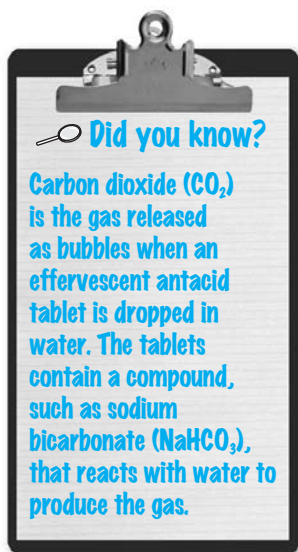 Did you know?
Carbon dioxide (CO₂)
is the gas released
as bubbles when an
effervescent antacid
tablet is dropped in
water. The tablets
contain a compound,
such as sodium
bicarbonate (NaHCO₃),
that reacts with water to
produce the gas.